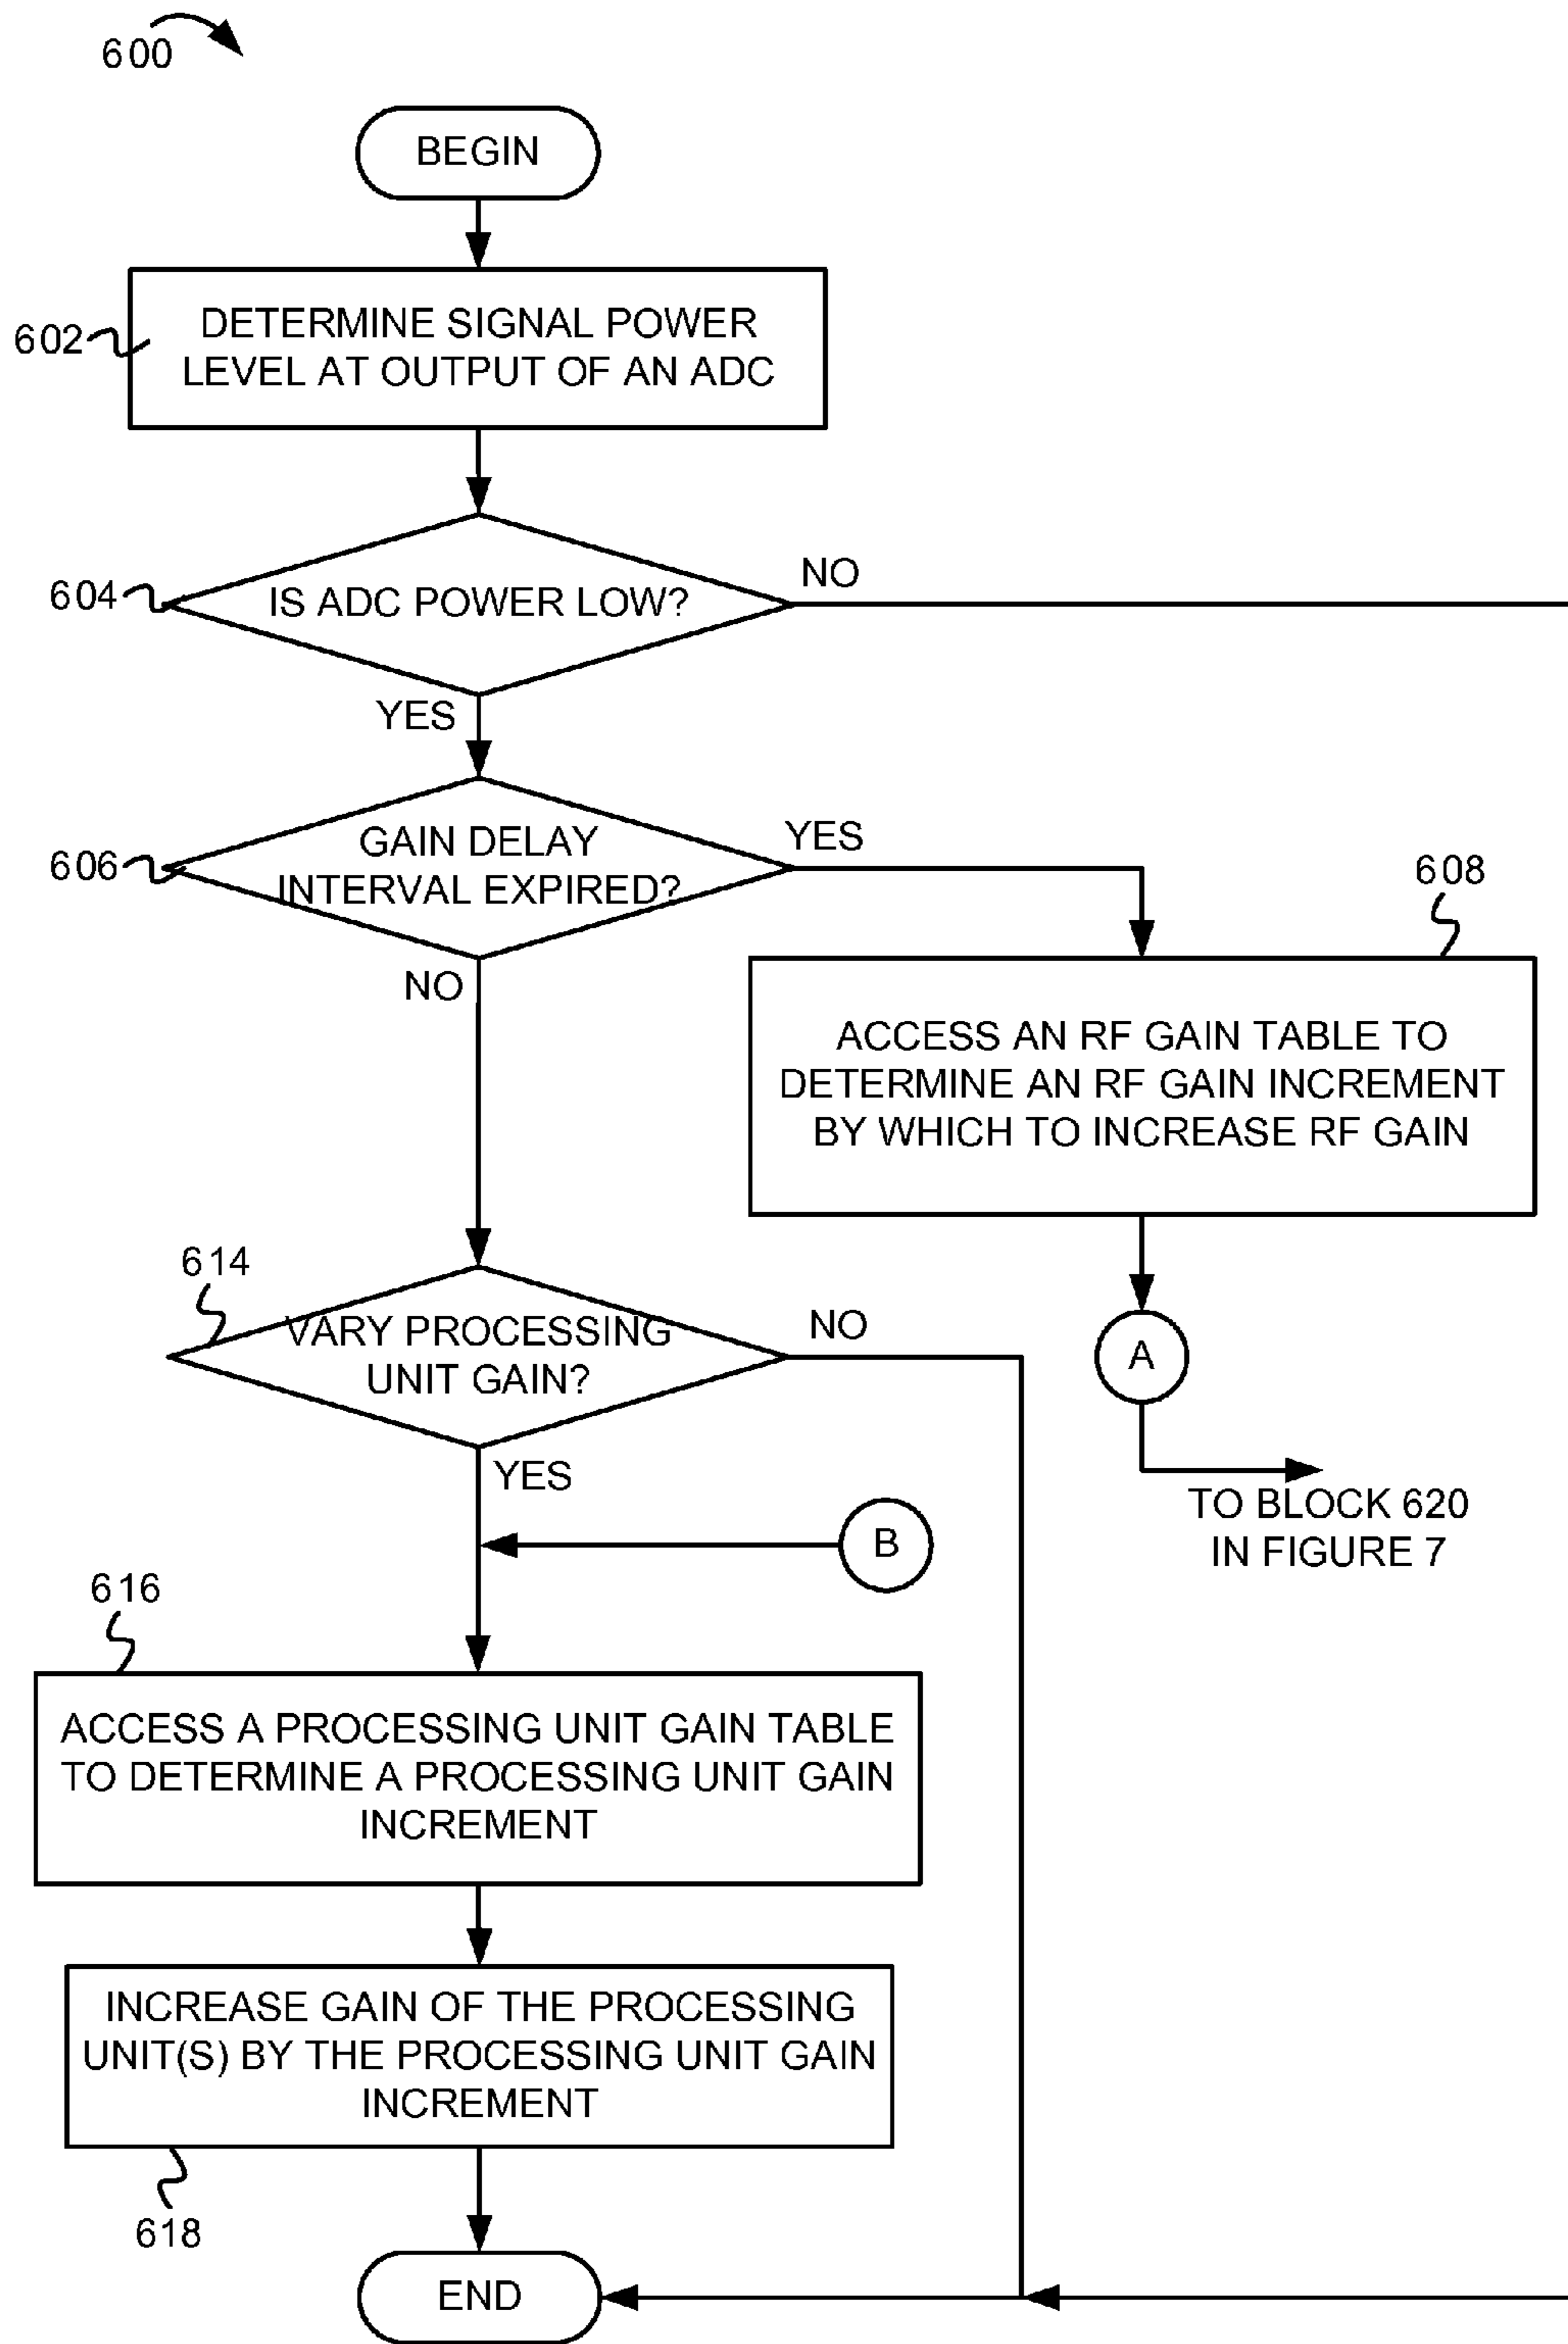 600
BEGIN
602
DETERMINE SIGNAL POWER
LEVEL AT OUTPUT OF AN ADC
604
IS ADC POWER LOW?
NO
YES
606
GAIN DELAY
INTERVAL EXPIRED?
YES
NO
608
ACCESS AN RF GAIN TABLE TO
DETERMINE AN RF GAIN INCREMENT
BY WHICH TO INCREASE RF GAIN
A
TO BLOCK 620
IN FIGURE 7
614
VARY PROCESSING
UNIT GAIN?
NO
YES
B
616
ACCESS A PROCESSING UNIT GAIN TABLE
TO DETERMINE A PROCESSING UNIT GAIN
INCREMENT
INCREASE GAIN OF THE PROCESSING
UNIT(S) BY THE PROCESSING UNIT GAIN
INCREMENT
618
END